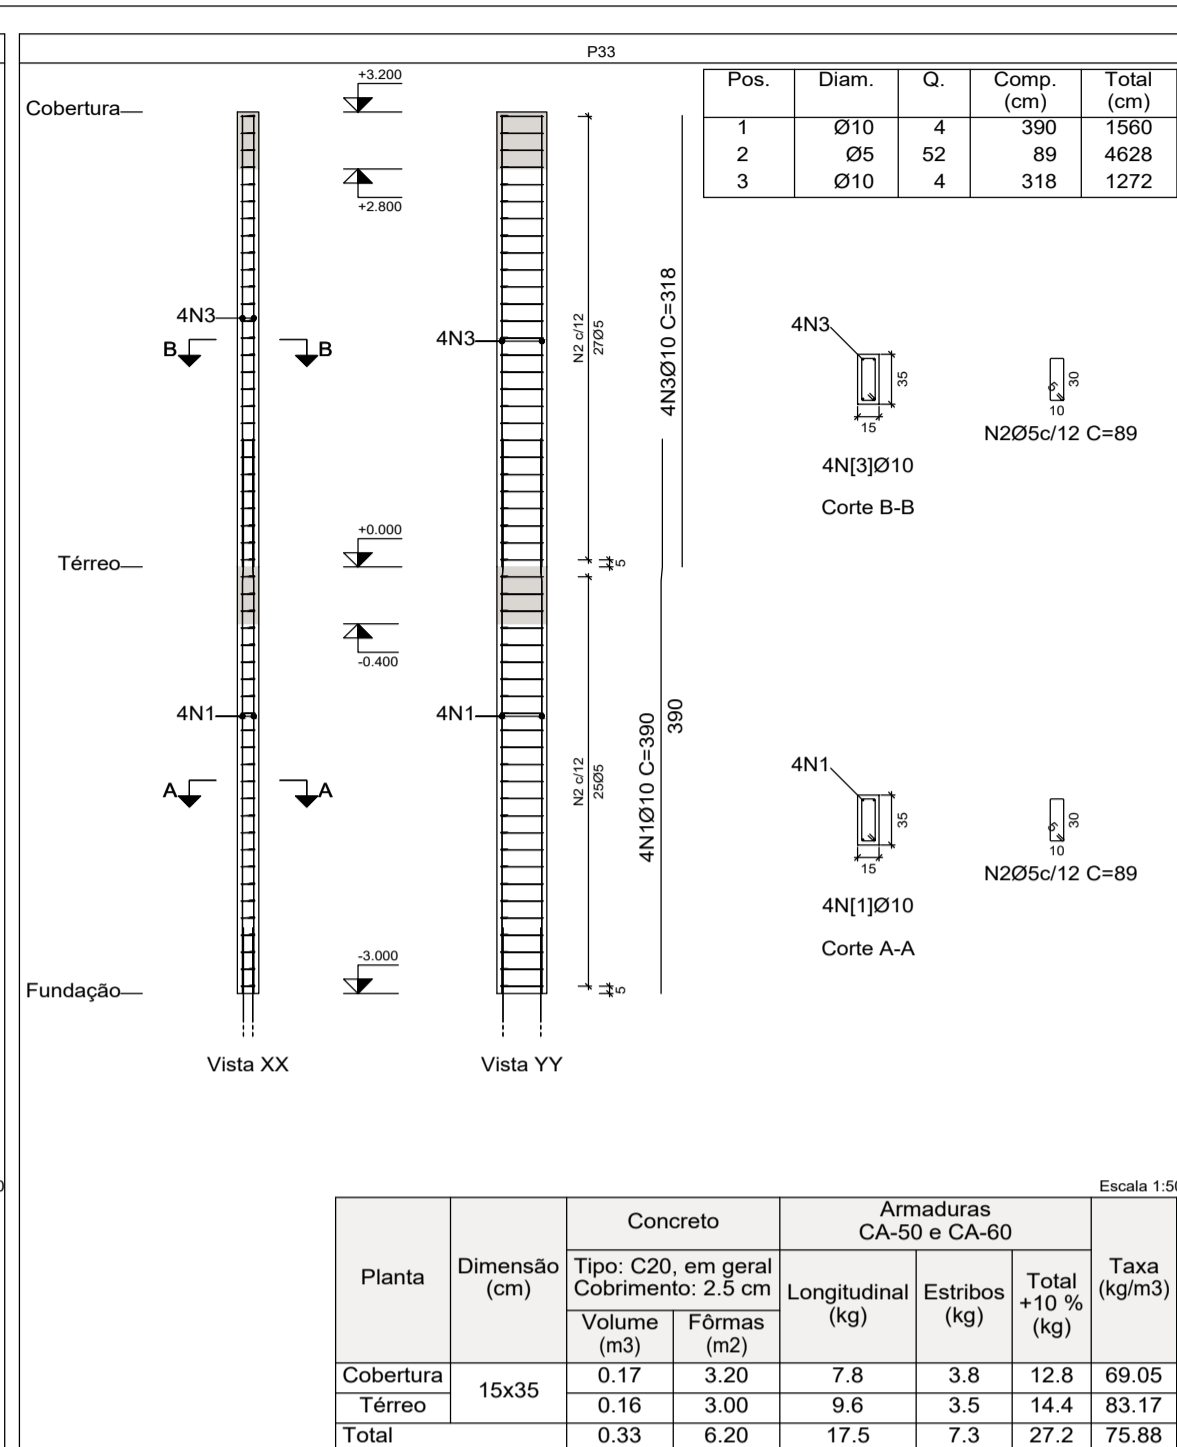 P33
Pos. Diam. Q. Comp. (cm) Total (cm)
1 Ø10 4 390 1560
2 Ø5 52 89 4628
3 Ø10 4 318 1272
Cobertura
+3.200
+2.800
4N3
4N3
B B
N2 c/12
27Ø5
4N3Ø10 C=318
Térreo
+0.000
5
-0.400
4N1
4N1
A A
N2 c/12
25Ø5
4N1Ø10 C=390
390
Fundação
-3.000
5
Vista XX
Vista YY
4N3
35
15
4N[3]Ø10
Corte B-B
30
10
N2Ø5c/12 C=89
4N1
35
15
4N[1]Ø10
Corte A-A
30
10
N2Ø5c/12 C=89
Escala 1:50
Planta
Dimensão
(cm)
Concreto
Tipo: C20, em geral
Cobrimento: 2.5 cm
Volume
(m3)
Fôrmas
(m2)
Armaduras
CA-50 e CA-60
Longitudinal
(kg)
Estribos
(kg)
Total
+10 %
(kg)
Taxa
(kg/m3)
Cobertura 15x35 0.17 3.20 7.8 3.8 12.8 69.05
Térreo 0.16 3.00 9.6 3.5 14.4 83.17
Total 0.33 6.20 17.5 7.3 27.2 75.88